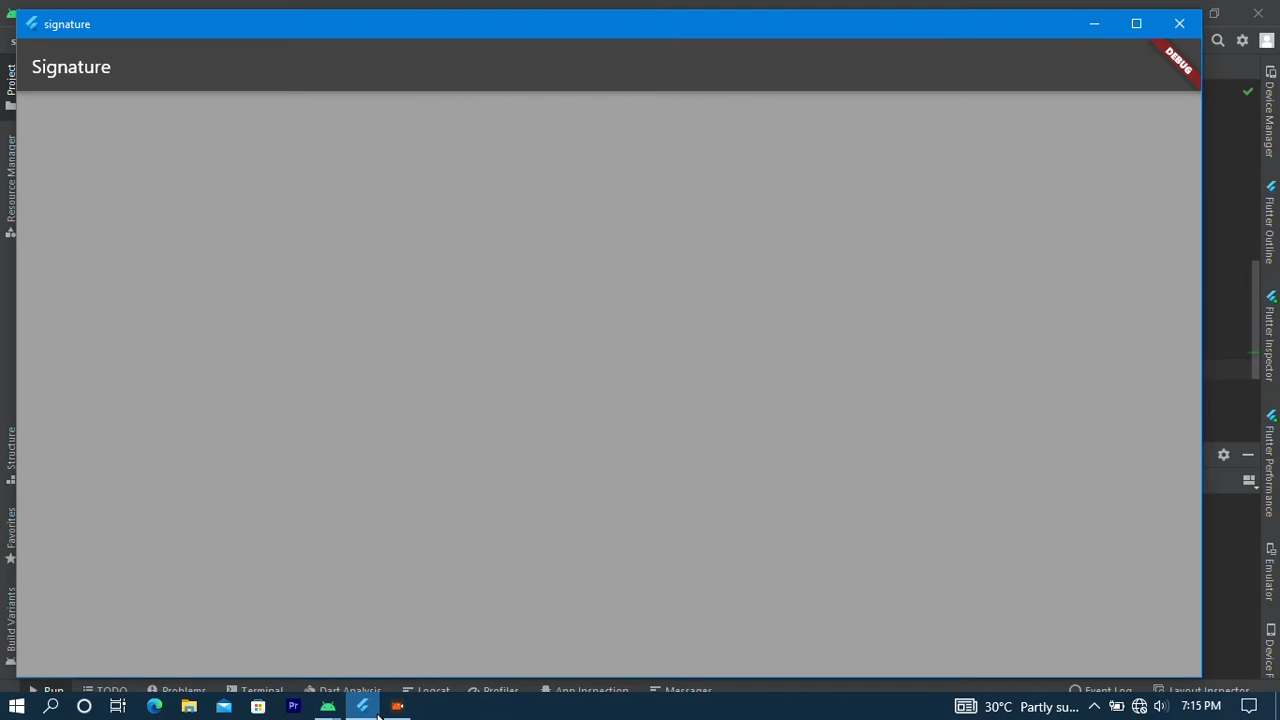 signature
Signature
DEBUG
Project
Resource Manager
Structure
Favorites
Build Variants
Device Manager
Flutter Outline
Flutter Inspector
Flutter Performance
Emulator
Run
TODO
Problems
Terminal
Dart Analysis
Logcat
Profiler
App Inspection
Messages
Event Log
Layout Inspector
Pr
30°C Partly su...
7:15 PM